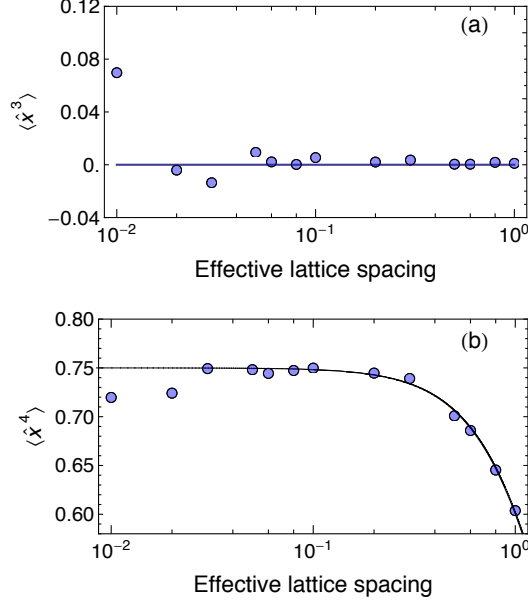 (a)
0.12
0.08
0.04
0.
−0.04
⟨x̂³⟩
10⁻² 10⁻¹ 10⁰
Effective lattice spacing
(b)
0.80
0.75
0.70
0.65
0.60
⟨x̂⁴⟩
10⁻² 10⁻¹ 10⁰
Effective lattice spacing